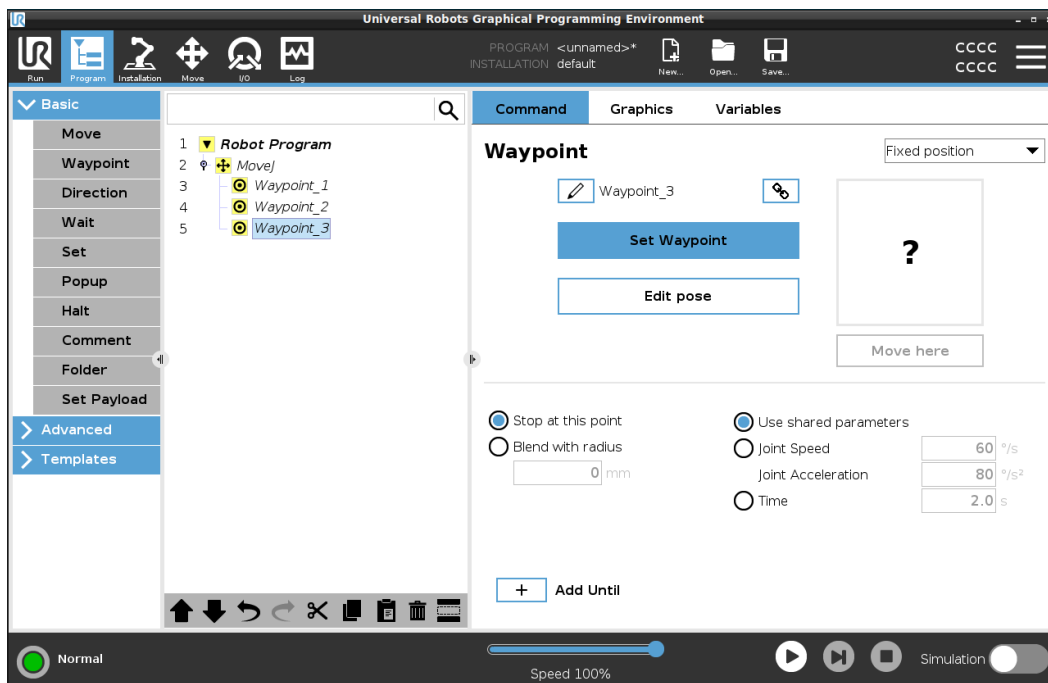 UR
Universal Robots Graphical Programming Environment
UR
Run
Program
Installation
Move
I/O
Log
PROGRAM <unnamed>*
INSTALLATION default
New...
Open...
Save...
CCCC
CCCC
Basic
Move
Waypoint
Direction
Wait
Set
Popup
Halt
Comment
Folder
Set Payload
Advanced
Templates
1 Robot Program
2 MoveJ
3 Waypoint_1
4 Waypoint_2
5 Waypoint_3
Command
Graphics
Variables
Waypoint
Fixed position
Waypoint_3
Set Waypoint
Edit pose
?
Move here
Stop at this point
Blend with radius
0 mm
Use shared parameters
Joint Speed 60 °/s
Joint Acceleration 80 °/s²
Time 2.0 s
+ Add Until
Normal
Speed 100%
Simulation